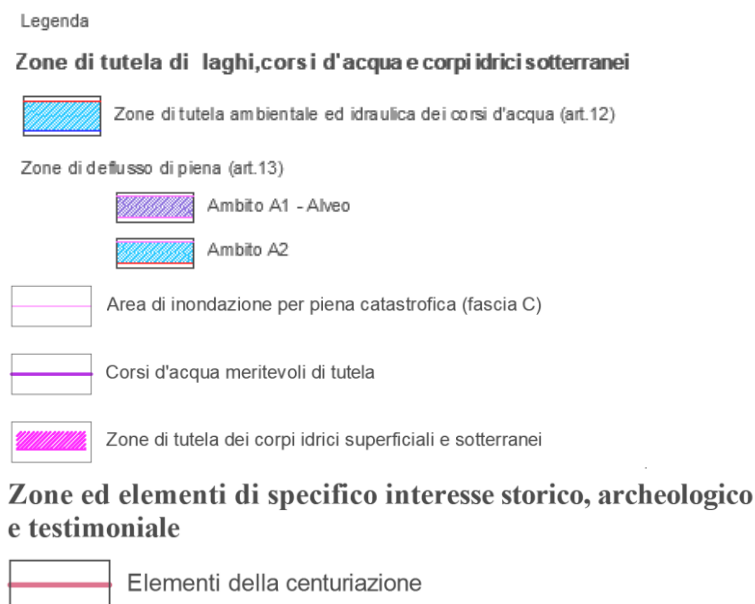 Legenda
Zone di tutela di laghi,corsi d'acqua e corpi idrici sotterranei
Zone di tutela ambientale ed idraulica dei corsi d'acqua (art.12)
Zone di deflusso di piena (art.13)
Ambito A1 - Alveo
Ambito A2
Area di inondazione per piena catastrofica (fascia C)
Corsi d'acqua meritevoli di tutela
Zone di tutela dei corpi idrici superficiali e sotterranei
Zone ed elementi di specifico interesse storico, archeologico
e testimoniale
Elementi della centuriazione